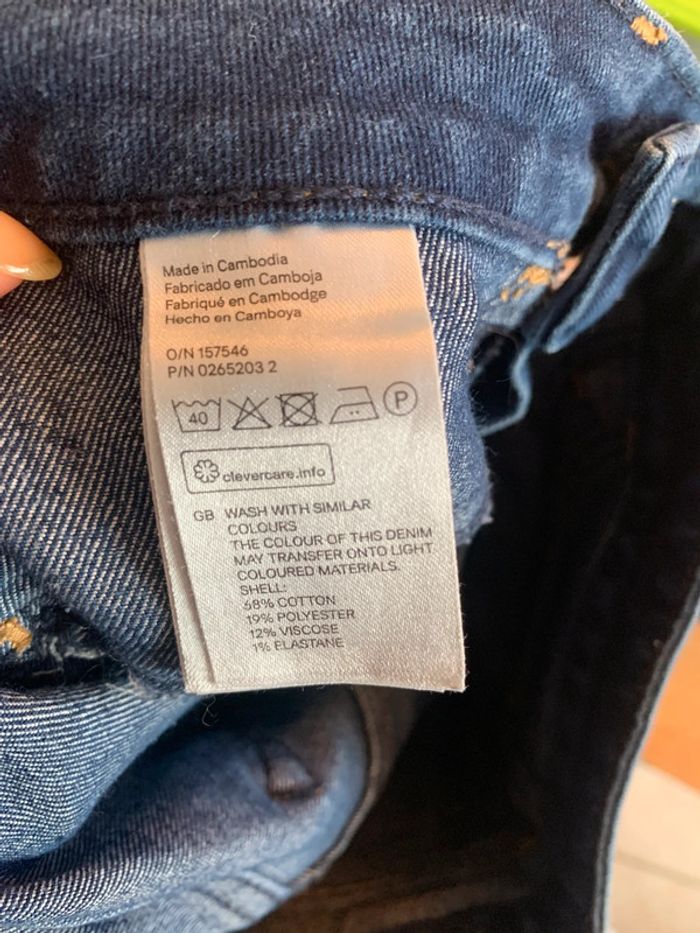 Made in Cambodia
Fabricado em Camboja
Fabriqué en Cambodge
Hecho en Camboya
O/N 157546
P/N 0265203 2
40 P
clevercare.info
GB WASH WITH SIMILAR
COLOURS
THE COLOUR OF THIS DENIM
MAY TRANSFER ONTO LIGHT
COLOURED MATERIALS.
SHELL:
68% COTTON
19% POLYESTER
12% VISCOSE
1% ELASTANE